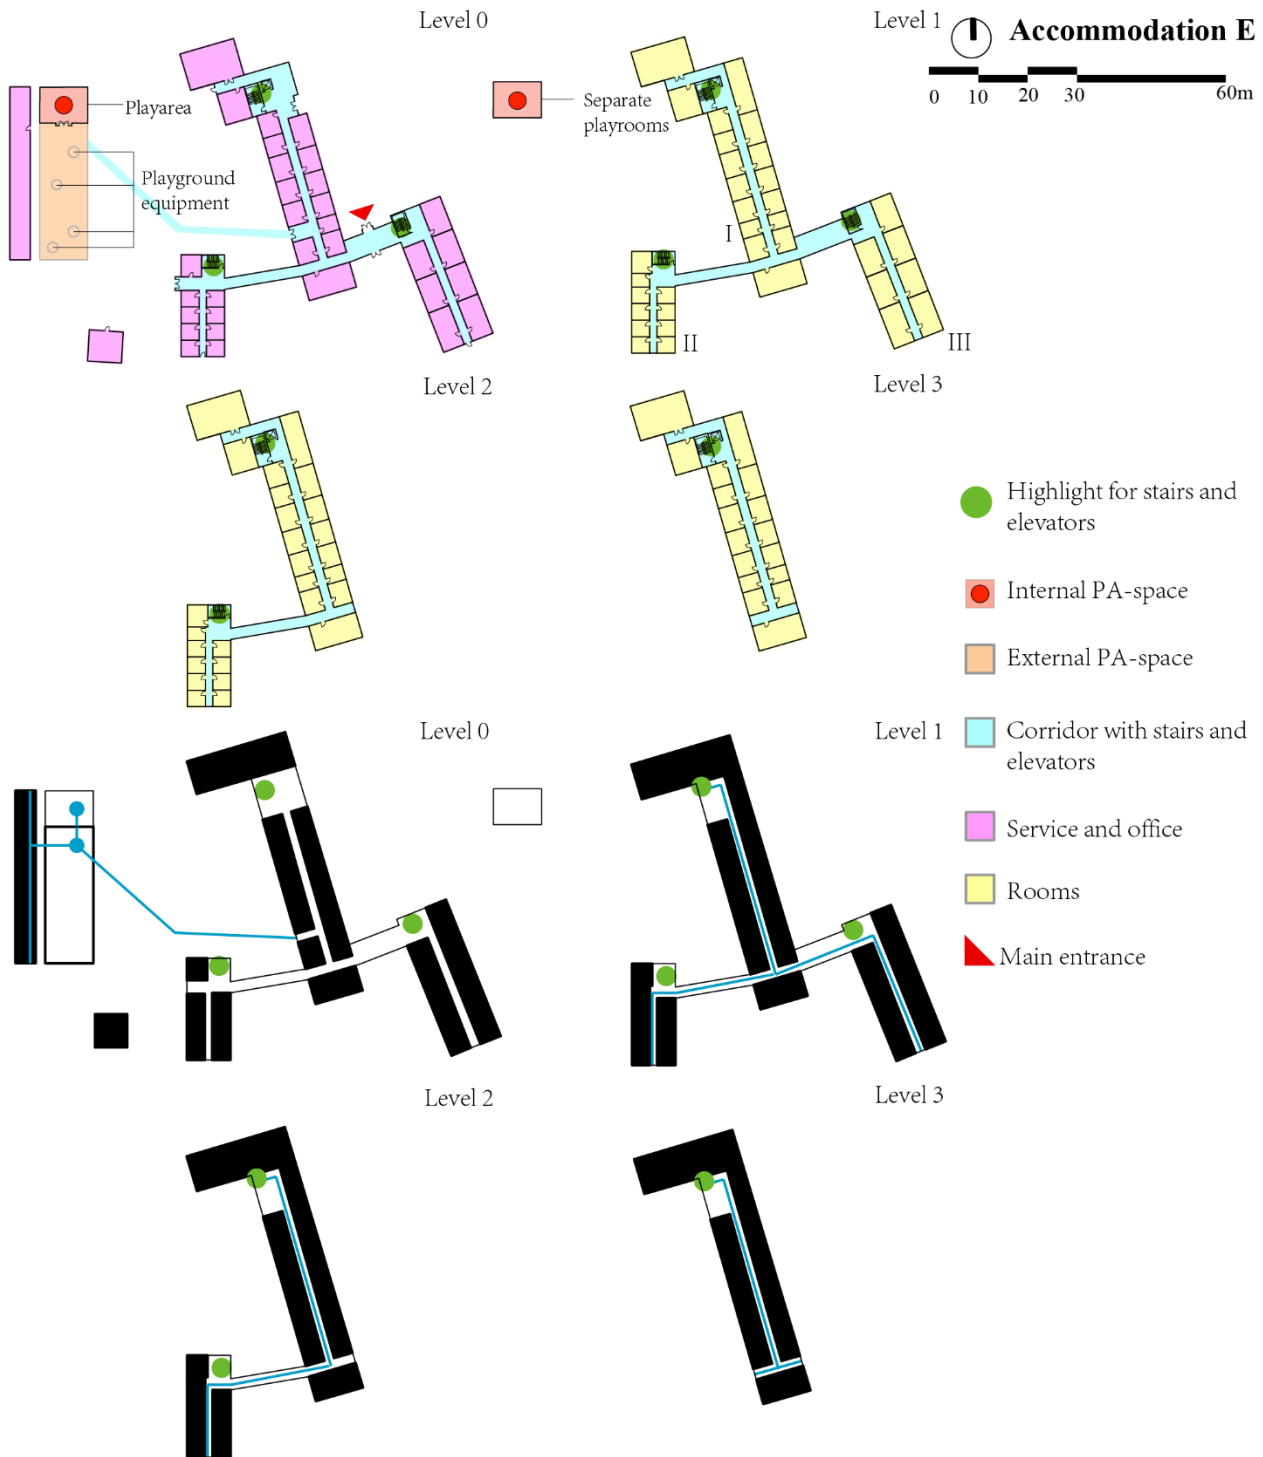 Level 0
Level 1
Accommodation E
0
10
20
30
60m
Playarea
Separate
playrooms
Playground
equipment
I
II
III
Level 2
Level 3
Highlight for stairs and
elevators
Internal PA-space
External PA-space
Corridor with stairs and
elevators
Service and office
Rooms
Main entrance
Level 0
Level 1
Level 2
Level 3